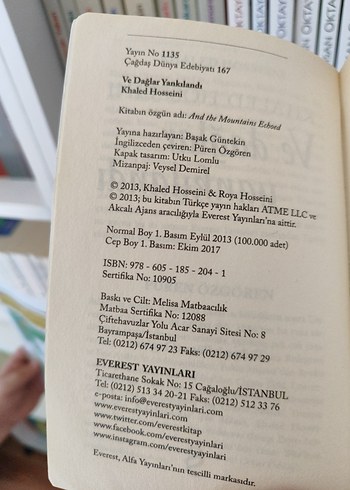 Yayın No 1135
Çağdaş Dünya Edebiyatı 167
Ve Dağlar Yankılandı
Khaled Hosseini
Kitabın özgün adı: And the Mountains Echoed
Yayına hazırlayan: Başak Güntekin
İngilizceden çeviren: Püren Özgören
Kapak tasarım: Utku Lomlu
Mizanpaj: Veysel Demirel
© 2013, Khaled Hosseini & Roya Hosseini
© 2013; bu kitabın Türkçe yayın hakları ATME LLC ve
Akcalı Ajans aracılığıyla Everest Yayınları'na aittir.
Normal Boy 1. Basım Eylül 2013 (100.000 adet)
Cep Boy 1. Basım: Ekim 2017
ISBN: 978 - 605 - 185 - 204 - 1
Sertifika No: 10905
Baskı ve Cilt: Melisa Matbaacılık
Matbaa Sertifika No: 12088
Çiftehavuzlar Yolu Acar Sanayi Sitesi No: 8
Bayrampaşa/İstanbul
Tel: (0212) 674 97 23 Faks: (0212) 674 97 29
EVEREST YAYINLARI
Ticarethane Sokak No: 15 Cağaloğlu/İSTANBUL
Tel: (0212) 513 34 20-21 Faks: (0212) 512 33 76
e-posta: info@everestyayinlari.com
www.everestyayinlari.com
www.twitter.com/everestkitap
www.facebook.com/everestyayinlari
www.instagram.com/everestyayinlari
Everest, Alfa Yayınları'nın tescilli markasıdır.